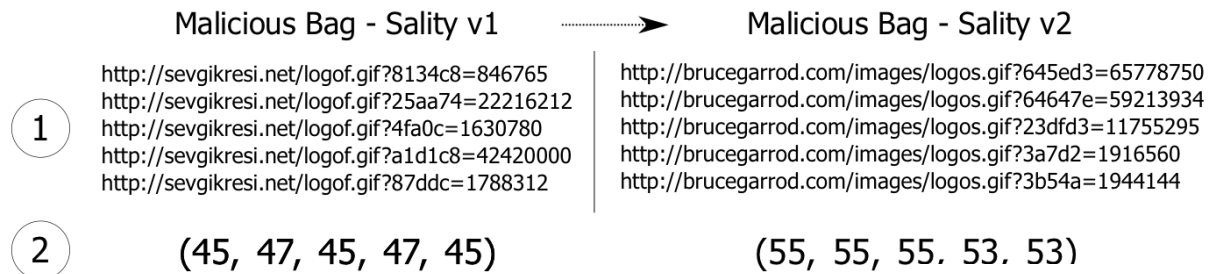 Malicious Bag - Sality v1 Malicious Bag - Sality v2
1
http://sevgikresi.net/logof.gif?8134c8=846765
http://sevgikresi.net/logof.gif?25aa74=22216212
http://sevgikresi.net/logof.gif?4fa0c=1630780
http://sevgikresi.net/logof.gif?a1d1c8=42420000
http://sevgikresi.net/logof.gif?87ddc=1788312
http://brucegarrod.com/images/logos.gif?645ed3=65778750
http://brucegarrod.com/images/logos.gif?64647e=59213934
http://brucegarrod.com/images/logos.gif?23dfd3=11755295
http://brucegarrod.com/images/logos.gif?3a7d2=1916560
http://brucegarrod.com/images/logos.gif?3b54a=1944144
2 (45, 47, 45, 47, 45) (55, 55, 55, 53, 53)